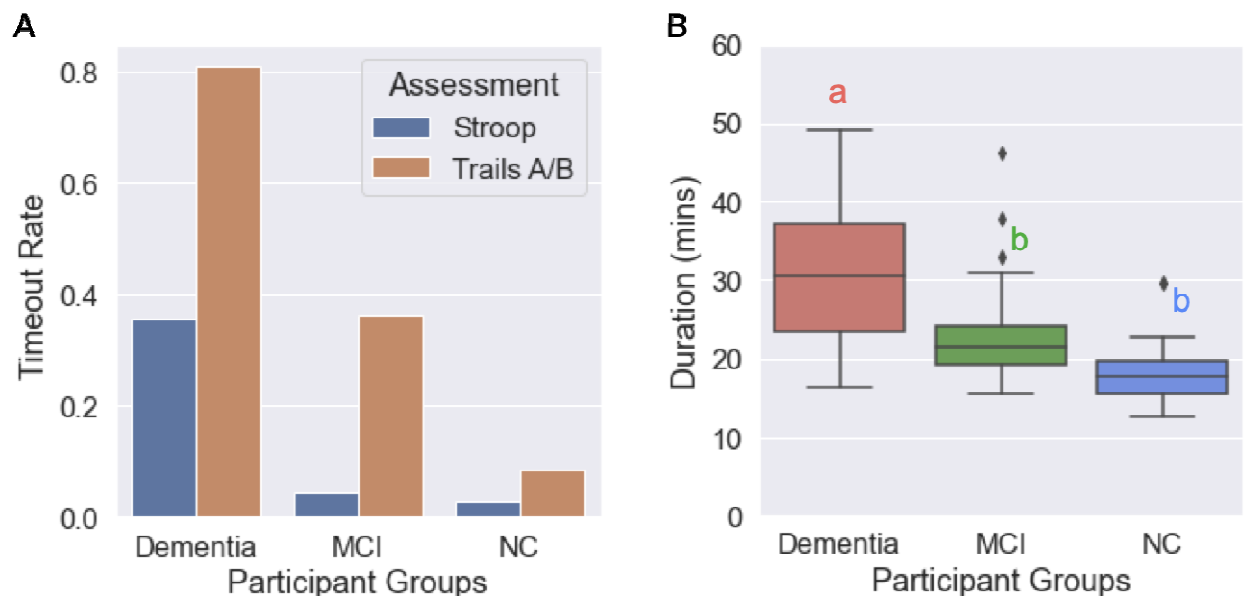 A
Timeout Rate
0.8
0.6
0.4
0.2
0.0
Assessment
Stroop
Trails A/B
Dementia
MCI
NC
Participant Groups
B
Duration (mins)
60
50
40
30
20
10
0
a
b
b
Dementia
MCI
NC
Participant Groups